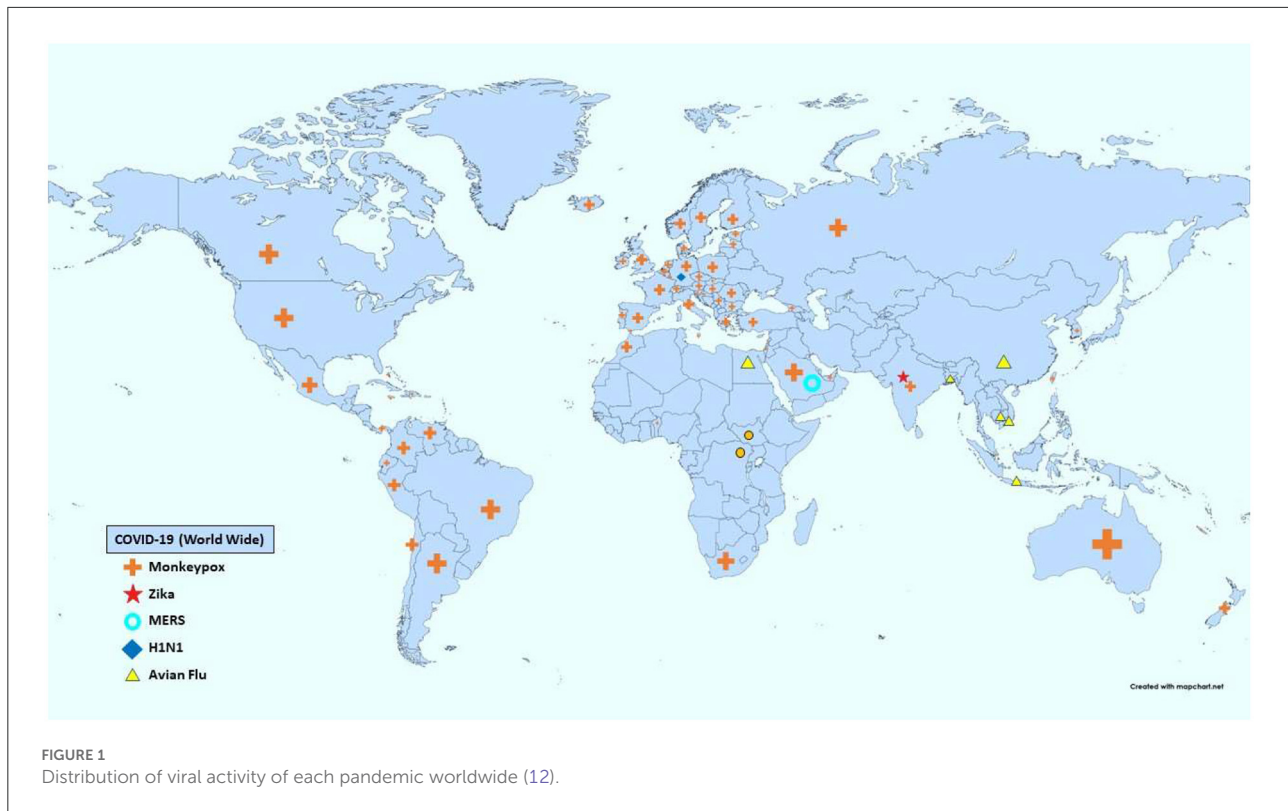 COVID-19 (World Wide)
Monkeypox
Zika
MERS
H1N1
Avian Flu
Created with mapchart.net
FIGURE 1
Distribution of viral activity of each pandemic worldwide (12).